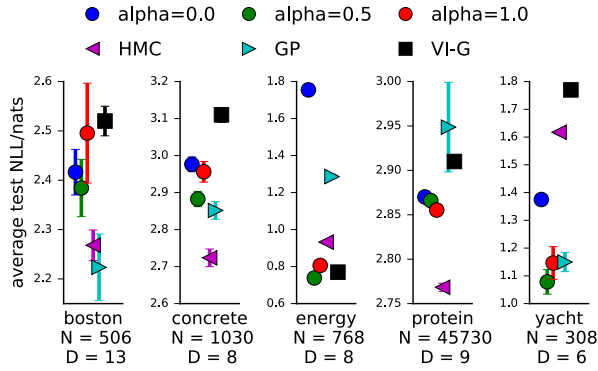 alpha=0.0 alpha=0.5 alpha=1.0
HMC GP VI-G
average test NLL/nats
2.6
2.5
2.4
2.3
2.2
boston
N = 506
D = 13
3.2
3.1
3.0
2.9
2.8
2.7
2.6
concrete
N = 1030
D = 8
1.8
1.6
1.4
1.2
1.0
0.8
0.6
energy
N = 768
D = 8
3.00
2.95
2.90
2.85
2.80
2.75
protein
N = 45730
D = 9
1.8
1.7
1.6
1.5
1.4
1.3
1.2
1.1
1.0
yacht
N = 308
D = 6